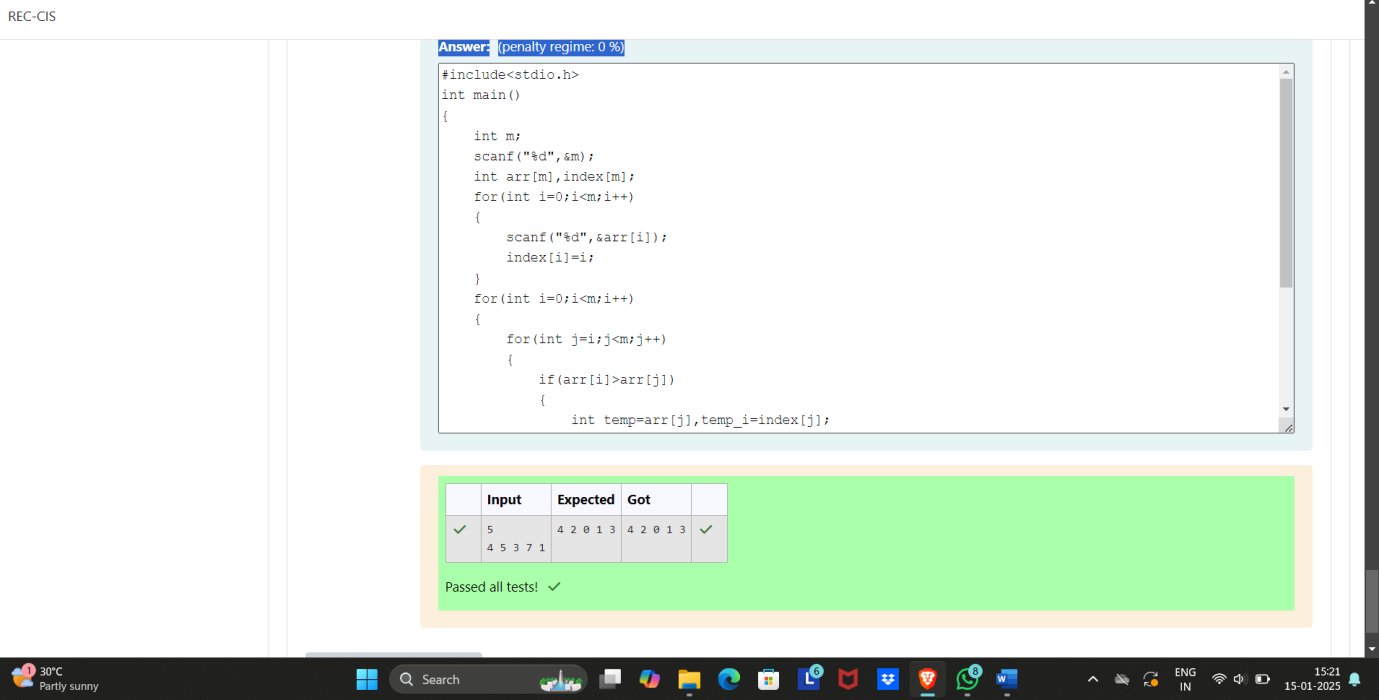 REC-CIS
Answer: (penalty regime: 0 %)
#include<stdio.h>
int main()
{
    int m;
    scanf("%d",&m);
    int arr[m],index[m];
    for(int i=0;i<m;i++)
    {
        scanf("%d",&arr[i]);
        index[i]=i;
    }
    for(int i=0;i<m;i++)
    {
        for(int j=i;j<m;j++)
        {
            if(arr[i]>arr[j])
            {
                int temp=arr[j],temp_i=index[j];
Input Expected Got
5 4 2 0 1 3 4 2 0 1 3
4 5 3 7 1
Passed all tests!
1
30°C
Partly sunny
Search
L 6
8
W
ENG
IN
15:21
15-01-2025